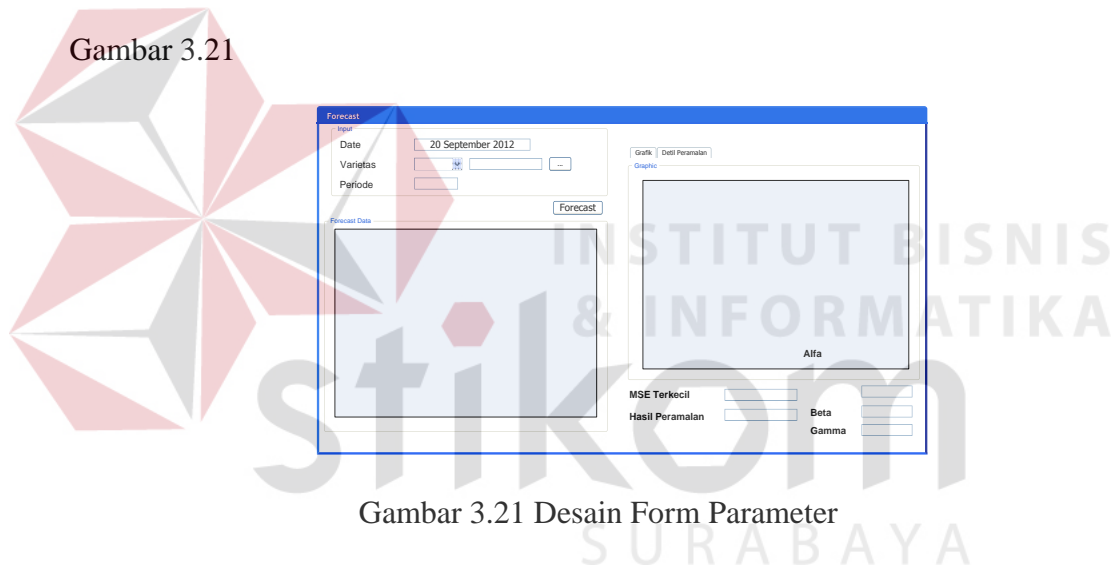 Gambar 3.21
Forecast
Input
Date 20 September 2012
Varietas ...
Periode
Forecast
Forecast Data
Grafik Detil Peramalan
Graphic
Alfa
MSE Terkecil
Hasil Peramalan Beta
Gamma
INSTITUT BISNIS
& INFORMATIKA
stikom
SURABAYA
Gambar 3.21 Desain Form Parameter